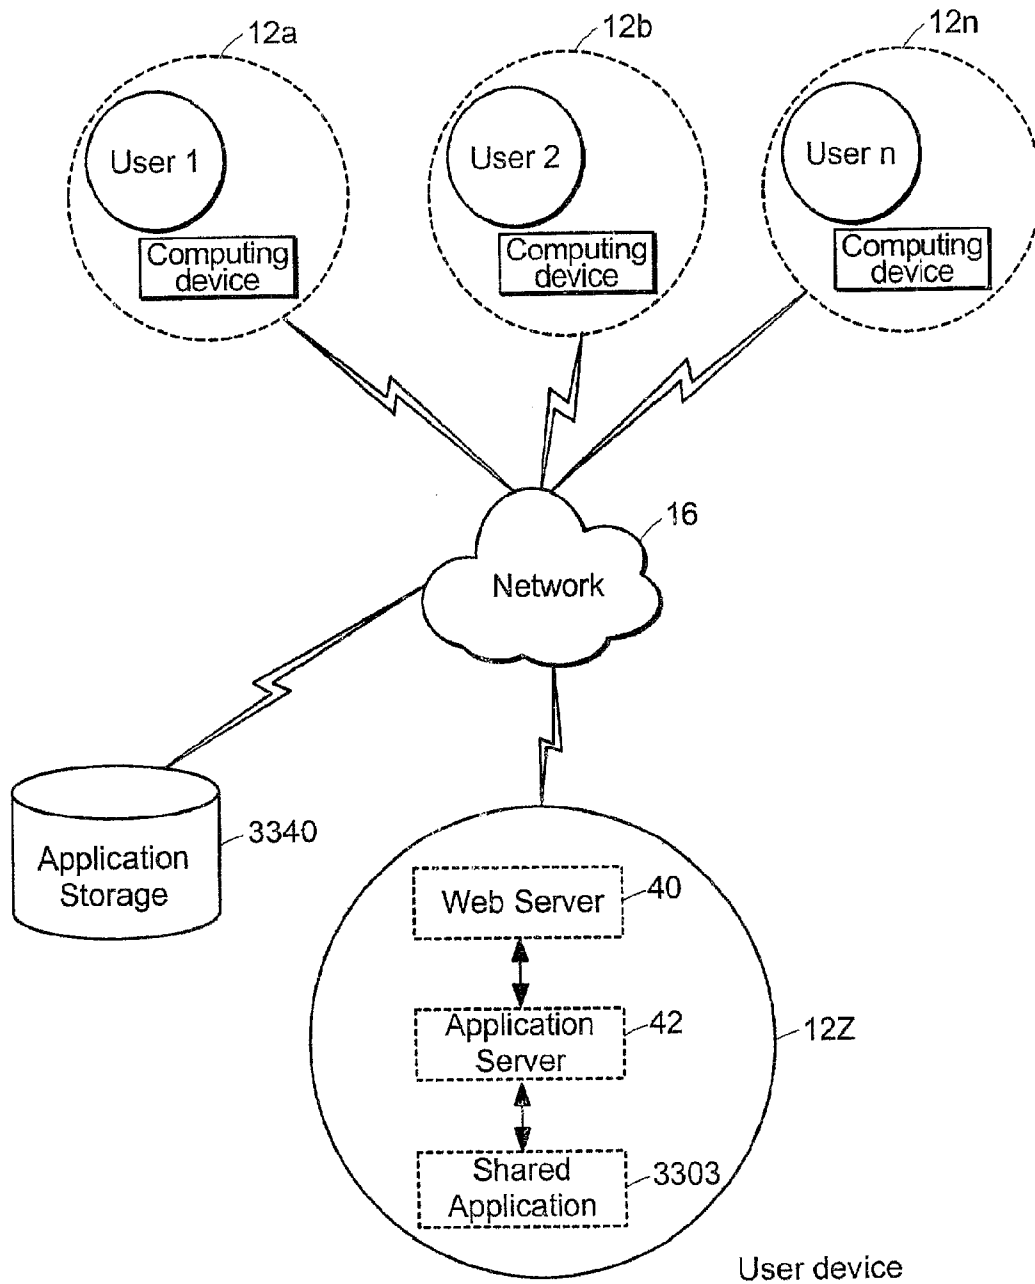 12a
12b
12n
User 1
User 2
User n
Computing
device
Computing
device
Computing
device
16
Network
3340
Application
Storage
Web Server
40
Application
Server
42
12Z
Shared
Application
3303
User device